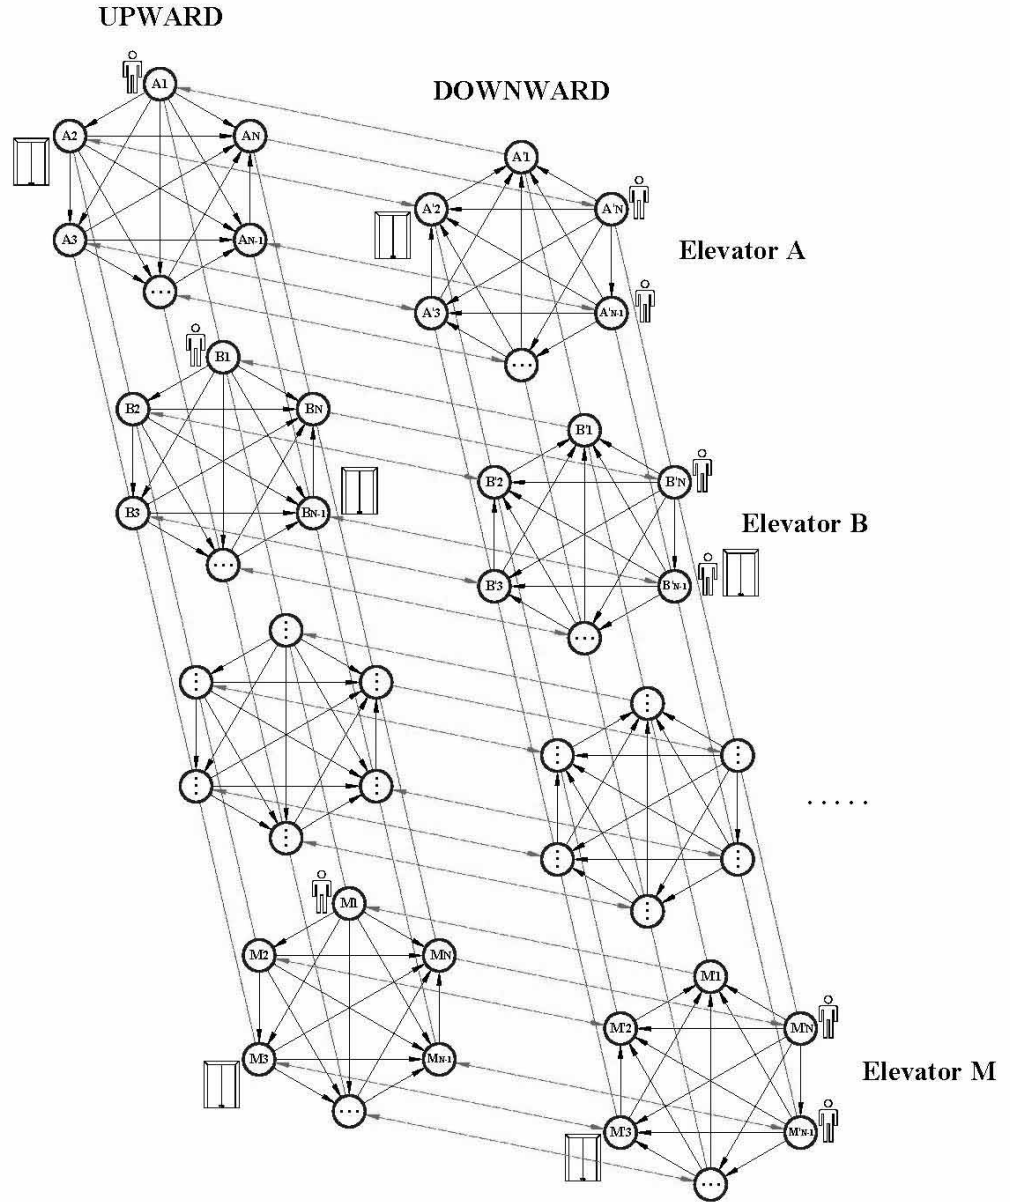 UPWARD
DOWNWARD
A1
A2
AN
A3
AN-1
...
A'1
A'2
A'N
Elevator A
A'3
A'N-1
...
B1
B2
BN
B3
BN-1
...
B'1
B'2
B'N
Elevator B
B'3
B'N-1
...
⋮
⋮
⋮
⋮
⋮
⋮
⋮
⋮
⋮
.....
⋮
⋮
⋮
M1
M2
MN
M3
MN-1
...
M'1
M'2
M'N
Elevator M
M'3
M'N-1
...